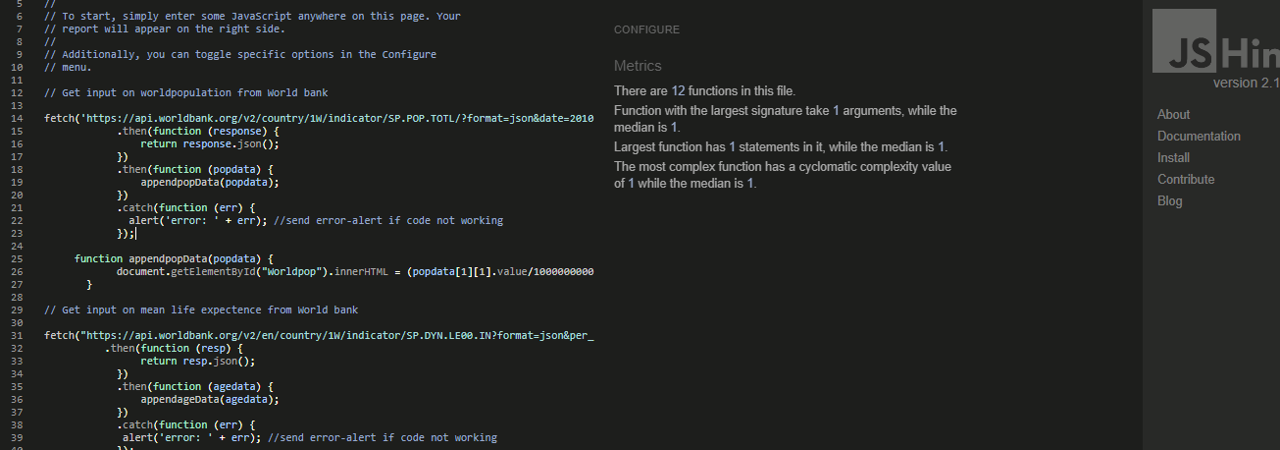 5 //
6 // To start, simply enter some JavaScript anywhere on this page. Your
7 // report will appear on the right side.
8 //
9 // Additionally, you can toggle specific options in the Configure
10 // menu.
11
12 // Get input on worldpopulation from World bank
13
14 fetch('https://api.worldbank.org/v2/country/1W/indicator/SP.POP.TOTL/?format=json&date=2010
15 .then(function (response) {
16 return response.json();
17 })
18 .then(function (popdata) {
19 appendpopData(popdata);
20 })
21 .catch(function (err) {
22 alert('error: ' + err); //send error-alert if code not working
23 });
24
25 function appendpopData(popdata) {
26 document.getElementById("Worldpop").innerHTML = (popdata[1][1].value/1000000000
27 }
28
29 // Get input on mean life expectence from World bank
30
31 fetch("https://api.worldbank.org/v2/en/country/1W/indicator/SP.DYN.LE00.IN?format=json&per_
32 .then(function (resp) {
33 return resp.json();
34 })
35 .then(function (agedata) {
36 appendageData(agedata);
37 })
38 .catch(function (err) {
39 alert('error: ' + err); //send error-alert if code not working
CONFIGURE
Metrics
There are 12 functions in this file.
Function with the largest signature take 1 arguments, while the
median is 1.
Largest function has 1 statements in it, while the median is 1.
The most complex function has a cyclomatic complexity value
of 1 while the median is 1.
JSHin
version 2.1
About
Documentation
Install
Contribute
Blog